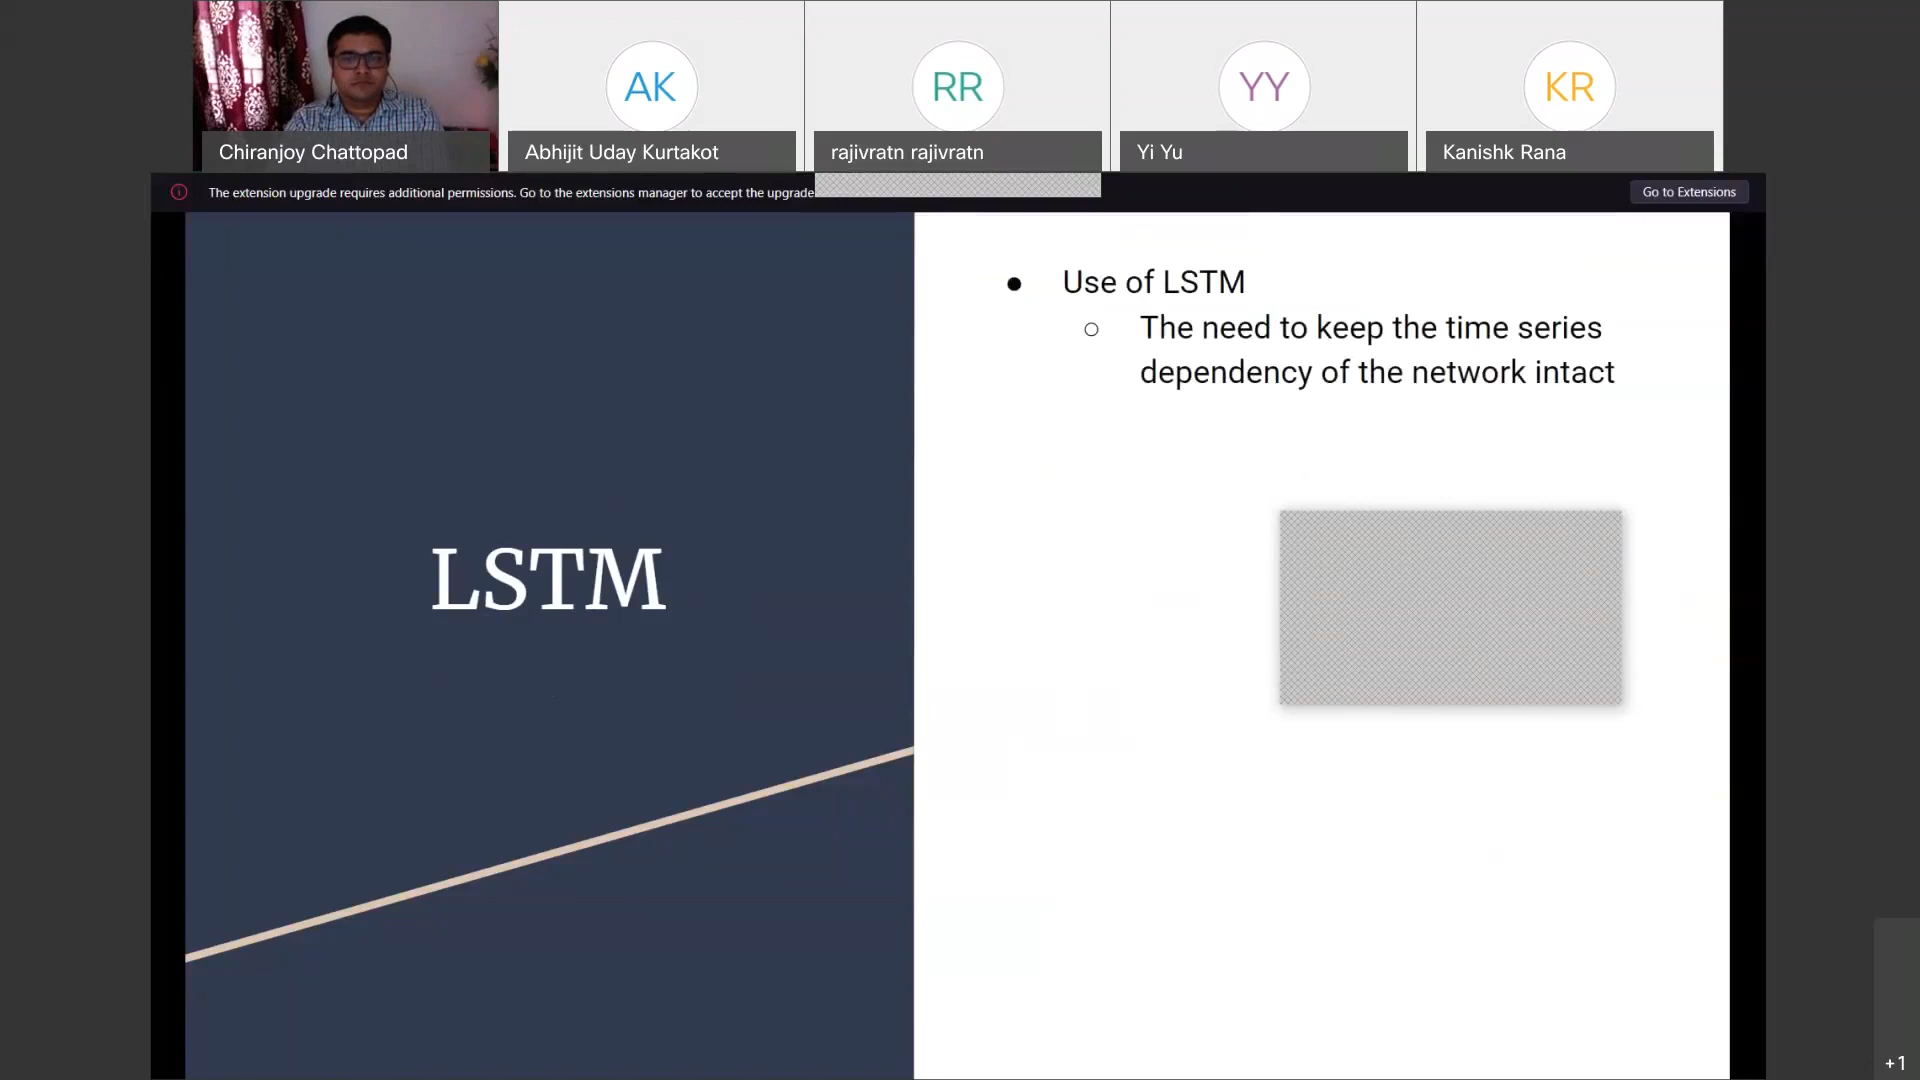 AK
RR
YY
KR
Chiranjoy Chattopad
Abhijit Uday Kurtakot
rajivratn rajivratn
Yi Yu
Kanishk Rana
The extension upgrade requires additional permissions. Go to the extensions manager to accept the upgrade
Go to Extensions
LSTM
● Use of LSTM
○ The need to keep the time series
dependency of the network intact
+1